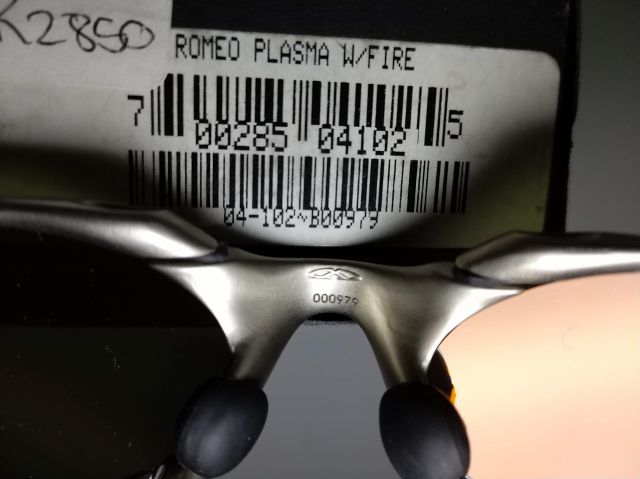 K2850
ROMEO PLASMA W/FIRE
7 00285 04102 5
04-102~B00979
000979